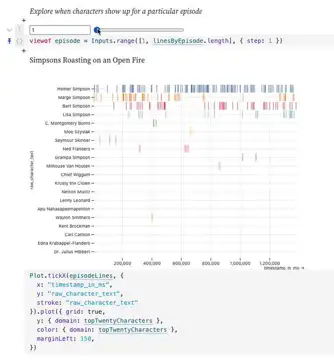 Explore when characters show up for a particular episode
1
viewof episode = Inputs.range([1, linesByEpisode.length], { step: 1 })
Simpsons Roasting on an Open Fire
Homer Simpson
Marge Simpson
Bart Simpson
Lisa Simpson
C. Montgomery Burns
Moe Szyslak
Seymour Skinner
Ned Flanders
Grampa Simpson
Milhouse Van Houten
Chief Wiggum
Krusty the Clown
Nelson Muntz
Lenny Leonard
Apu Nahasapeemapetilon
Waylon Smithers
Kent Brockman
Carl Carlson
Edna Krabappel-Flanders
Dr. Julius Hibbert
raw_character_text
200,000 400,000 600,000 800,000 1,000,000 1,200,000
timestamp_in_ms →
Plot.tickX(episodeLines, {
x: "timestamp_in_ms",
y: "raw_character_text",
stroke: "raw_character_text"
}).plot({ grid: true,
y: { domain: topTwentyCharacters },
color: { domain: topTwentyCharacters },
marginLeft: 150,
})